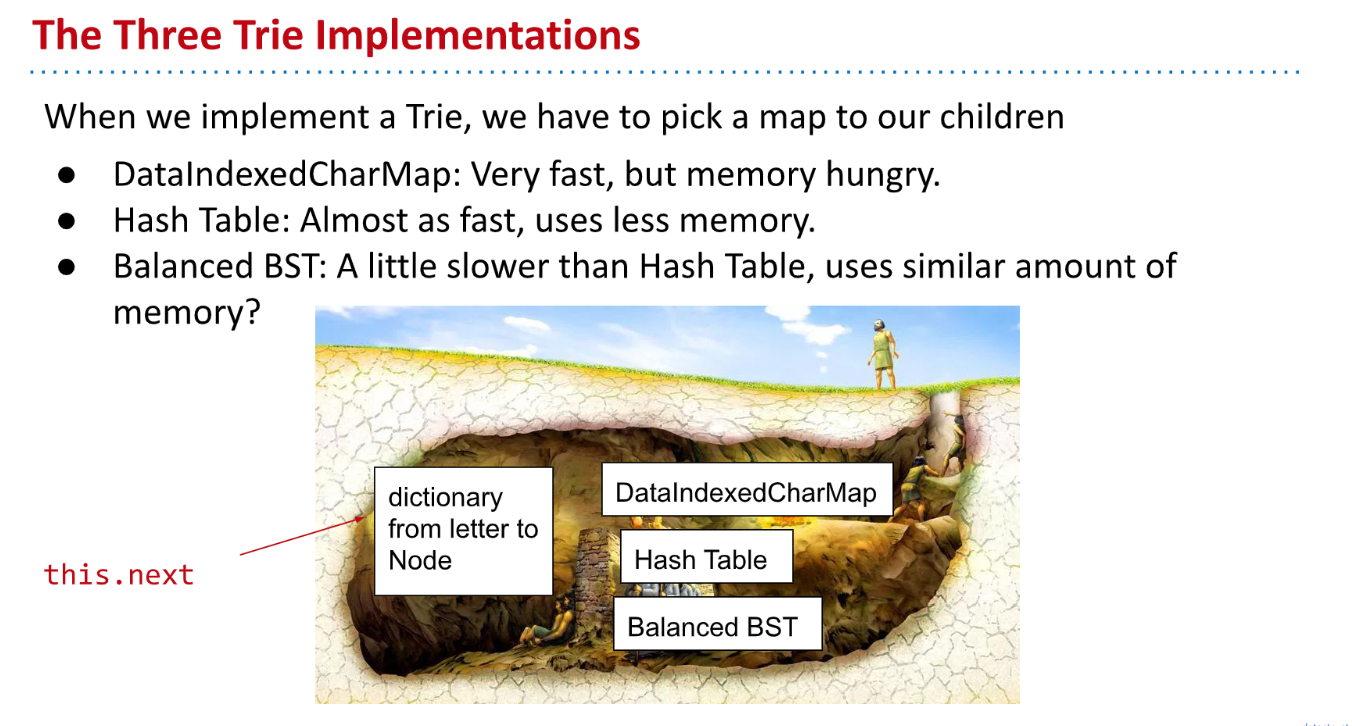 The Three Trie Implementations
When we implement a Trie, we have to pick a map to our children
● DataIndexedCharMap: Very fast, but memory hungry.
● Hash Table: Almost as fast, uses less memory.
● Balanced BST: A little slower than Hash Table, uses similar amount of
memory?
dictionary
from letter to
Node
this.next
DataIndexedCharMap
Hash Table
Balanced BST